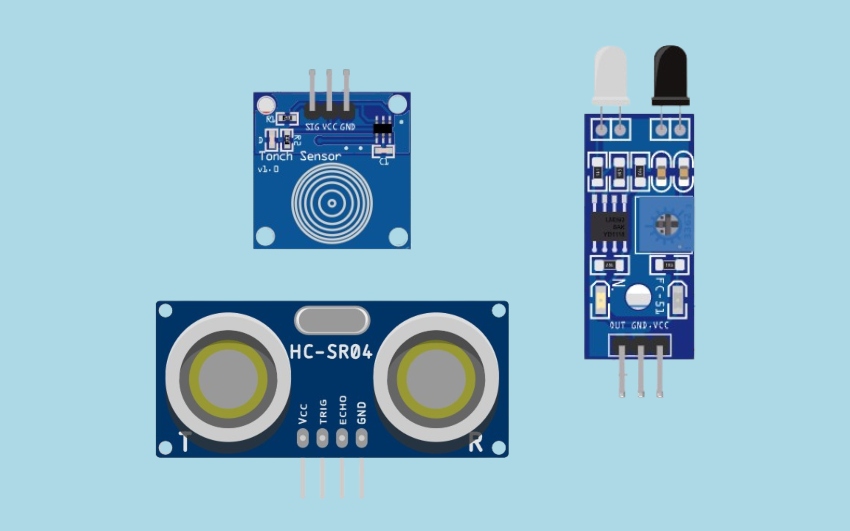 R1
SIG VCC GND
D
R2
C1
Tonch Sensor
v1.0
HC-SR04
VCC
TRIG
ECHO
GND
T
R
FC-51
OUT GND·VCC